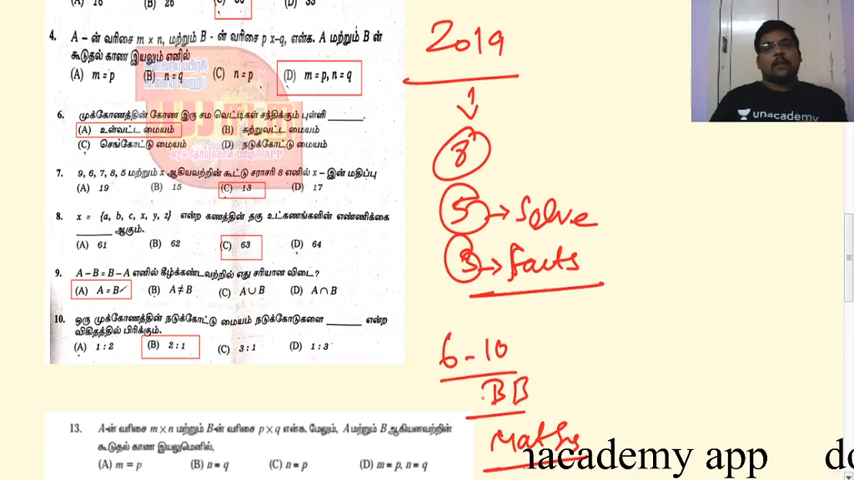 (A) 16 (B) 26 (D) 33
4. A-ன் வரிசை m × n, மற்றும் B - ன் வரிசை p x-q, என்க. A மற்றும் B ன்
கூடுதல் காண இயலும் எனில்
(A) m = p (B) n = q (C) n = p (D) m = p, n = q
6. முக்கோணத்தின் கோண இரு சம வெட்டிகள் சந்திக்கும் புள்ளி ______.
(A) உள்வட்ட மையம் (B) சுற்றுவட்ட மையம்
(C) செங்கோட்டு மையம் (D) நடுக்கோட்டு மையம்
7. 9, 6, 7, 8, 5 மற்றும் x ஆகியவற்றின் கூட்டு சராசரி 8 எனில் x – இன் மதிப்பு
(A) 19 (B) 15 (C) 13 (D) 17
8. x = {a, b, c, x, y, z} என்ற கணத்தின் தகு உட்கணங்களின் எண்ணிக்கை
______ ஆகும்.
(A) 61 (B) 62 (C) 63 (D) 64
9. A – B = B – A எனில் கீழ்க்கண்டவற்றில் எது சரியான விடை?
(A) A = B (B) A ≠ B (C) A ∪ B (D) A ∩ B
10. ஒரு முக்கோணத்தின் நடுக்கோட்டு மையம் நடுக்கோடுகளை ______ என்ற
விகிதத்தில் பிரிக்கும்.
(A) 1 : 2 (B) 2 : 1 (C) 3 : 1 (D) 1 : 3
13. A-ன் வரிசை m × n மற்றும் B-ன் வரிசை p × q என்க. மேலும், A மற்றும் B ஆகியனவற்றின்
கூடுதல் காண இயலுமெனில்,
(A) m = p (B) n = q (C) n = p (D) m = p, n = q
2019
8
5 → Solve
3 → facts
6 - 10
BB
Maths
unacademy
nacademy app do